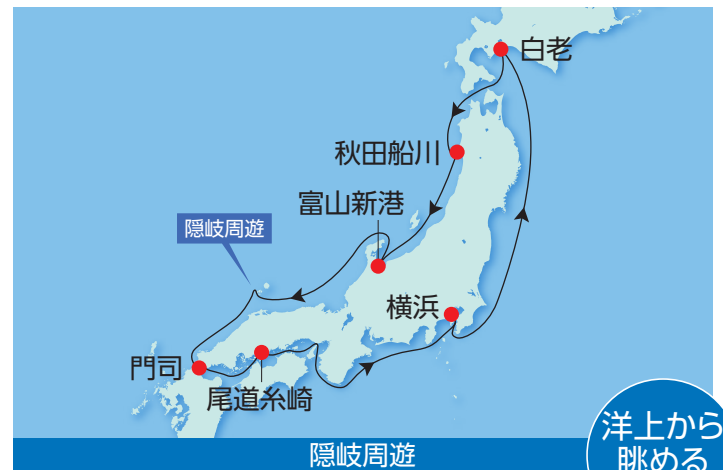 白老
秋田船川
富山新港
隠岐周遊
横浜
門司
尾道糸崎
隠岐周遊
洋上から
眺める